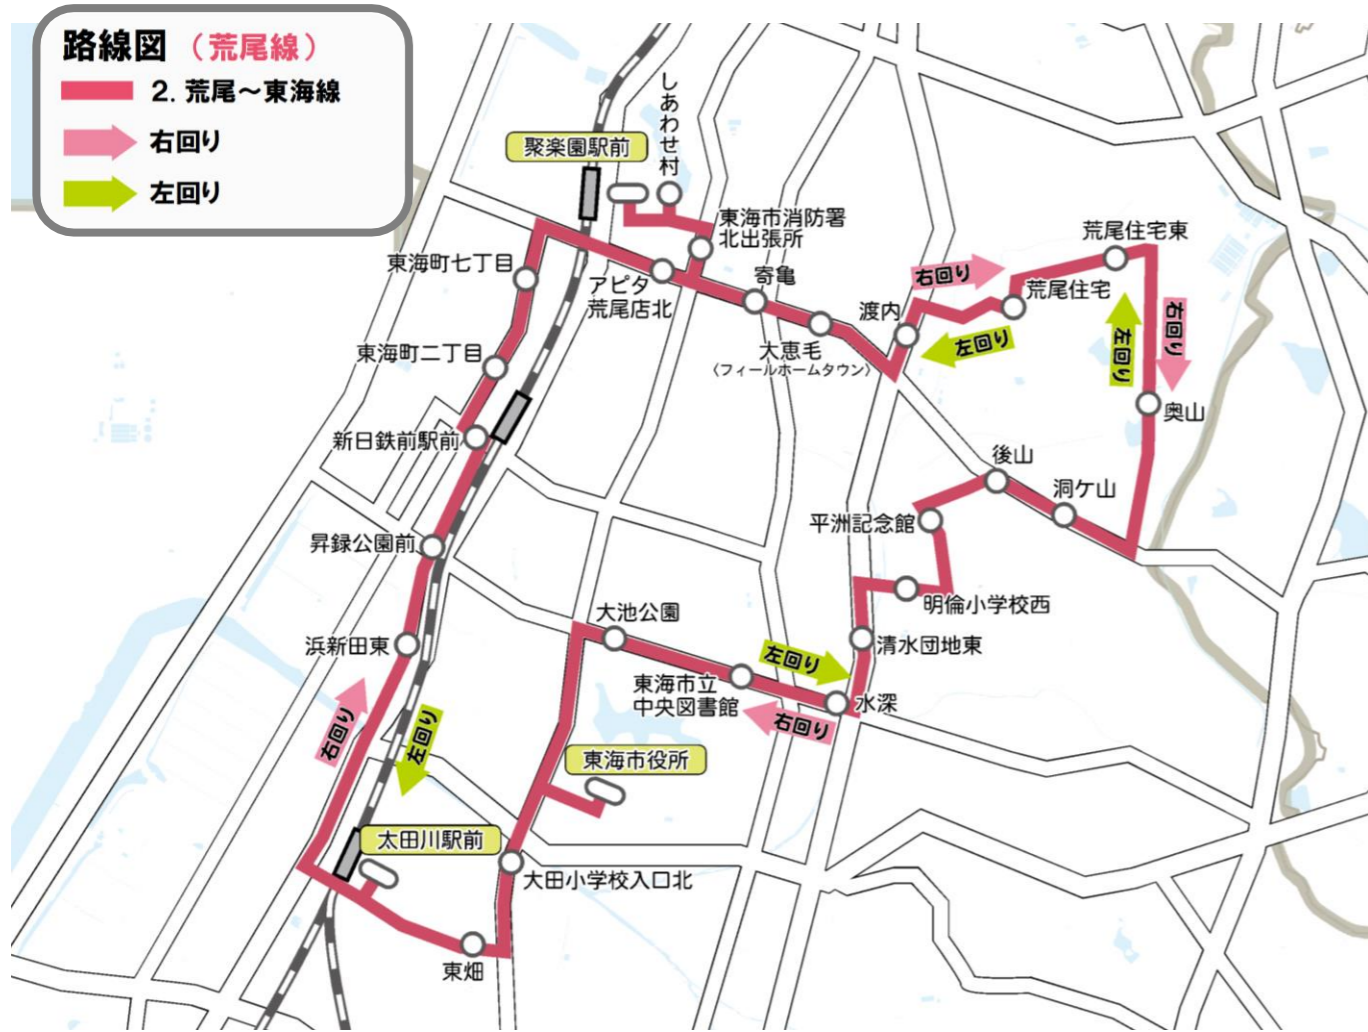 路線図 （荒尾線）
2. 荒尾～東海線
右回り
左回り
しあわせ村
聚楽園駅前
東海市消防署
北出張所
荒尾住宅東
東海町七丁目
アピタ
荒尾店北
寄亀
渡内
右回り
荒尾住宅
右回り
左回り
左回り
大恵毛
〈フィールホームタウン〉
東海町二丁目
奥山
新日鉄前駅前
後山
洞ケ山
平洲記念館
昇録公園前
明倫小学校西
大池公園
清水団地東
浜新田東
左回り
東海市立
中央図書館
水深
右回り
右回り
左回り
東海市役所
太田川駅前
大田小学校入口北
東畑